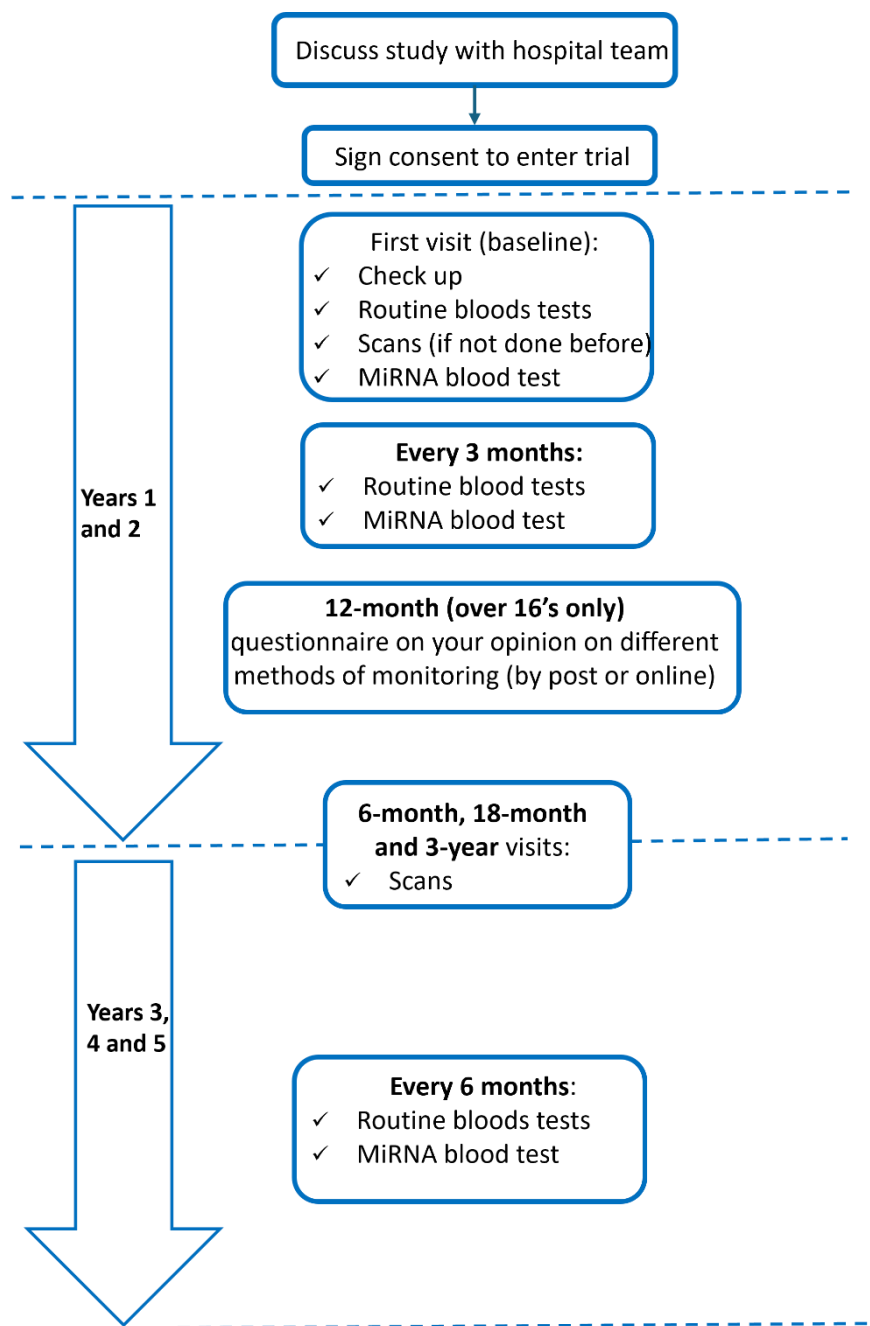 Discuss study with hospital team
Sign consent to enter trial
First visit (baseline):
✓ Check up
✓ Routine bloods tests
✓ Scans (if not done before)
✓ MiRNA blood test
Every 3 months:
✓ Routine blood tests
✓ MiRNA blood test
Years 1
and 2
12-month (over 16's only)
questionnaire on your opinion on different
methods of monitoring (by post or online)
6-month, 18-month
and 3-year visits:
✓ Scans
Years 3,
4 and 5
Every 6 months:
✓ Routine bloods tests
✓ MiRNA blood test